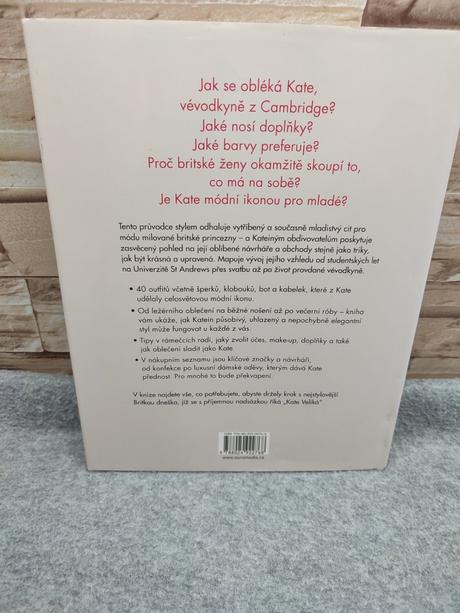 Jak se obléká Kate,
vévodkyně z Cambridge?
Jaké nosí doplňky?
Jaké barvy preferuje?
Proč britské ženy okamžitě skoupí to,
co má na sobě?
Je Kate módní ikonou pro mladé?
Tento průvodce stylem odhaluje vytříbený a současně mladistvý cit pro
módu milované britské princezny – a Kateiným obdivovatelům poskytuje
zasvěcený pohled na její oblíbené návrháře a obchody stejně jako triky,
jak být krásná a upravená. Mapuje vývoj jejího vzhledu od studentských let
na Univerzitě St Andrews přes svatbu až po život provdané vévodkyně.
• 40 outfitů včetně šperků, klobouků, bot a kabelek, které z Kate
udělaly celosvětovou módní ikonu.
• Od ležérního oblečení na běžné nošení až po večerní róby – kniha
vám ukáže, jak Katein půvabný, uhlazený a nepochybně elegantní
styl může fungovat u každé z vás.
• Tipy v rámečcích radí, jak zvolit účes, make-up, doplňky a také
jak oblečení sladit jako Kate.
• V nákupním seznamu jsou klíčové značky a návrháři,
od konfekce po luxusní dámské oděvy, kterým dává Kate
přednost. Pro mnohé to bude překvapení.
V knize najdete vše, co potřebujete, abyste držely krok s nejstylovější
Britkou dneška, jíž se s příjemnou nadsázkou říká „Kate Veliká“.
www.euromedia.cz